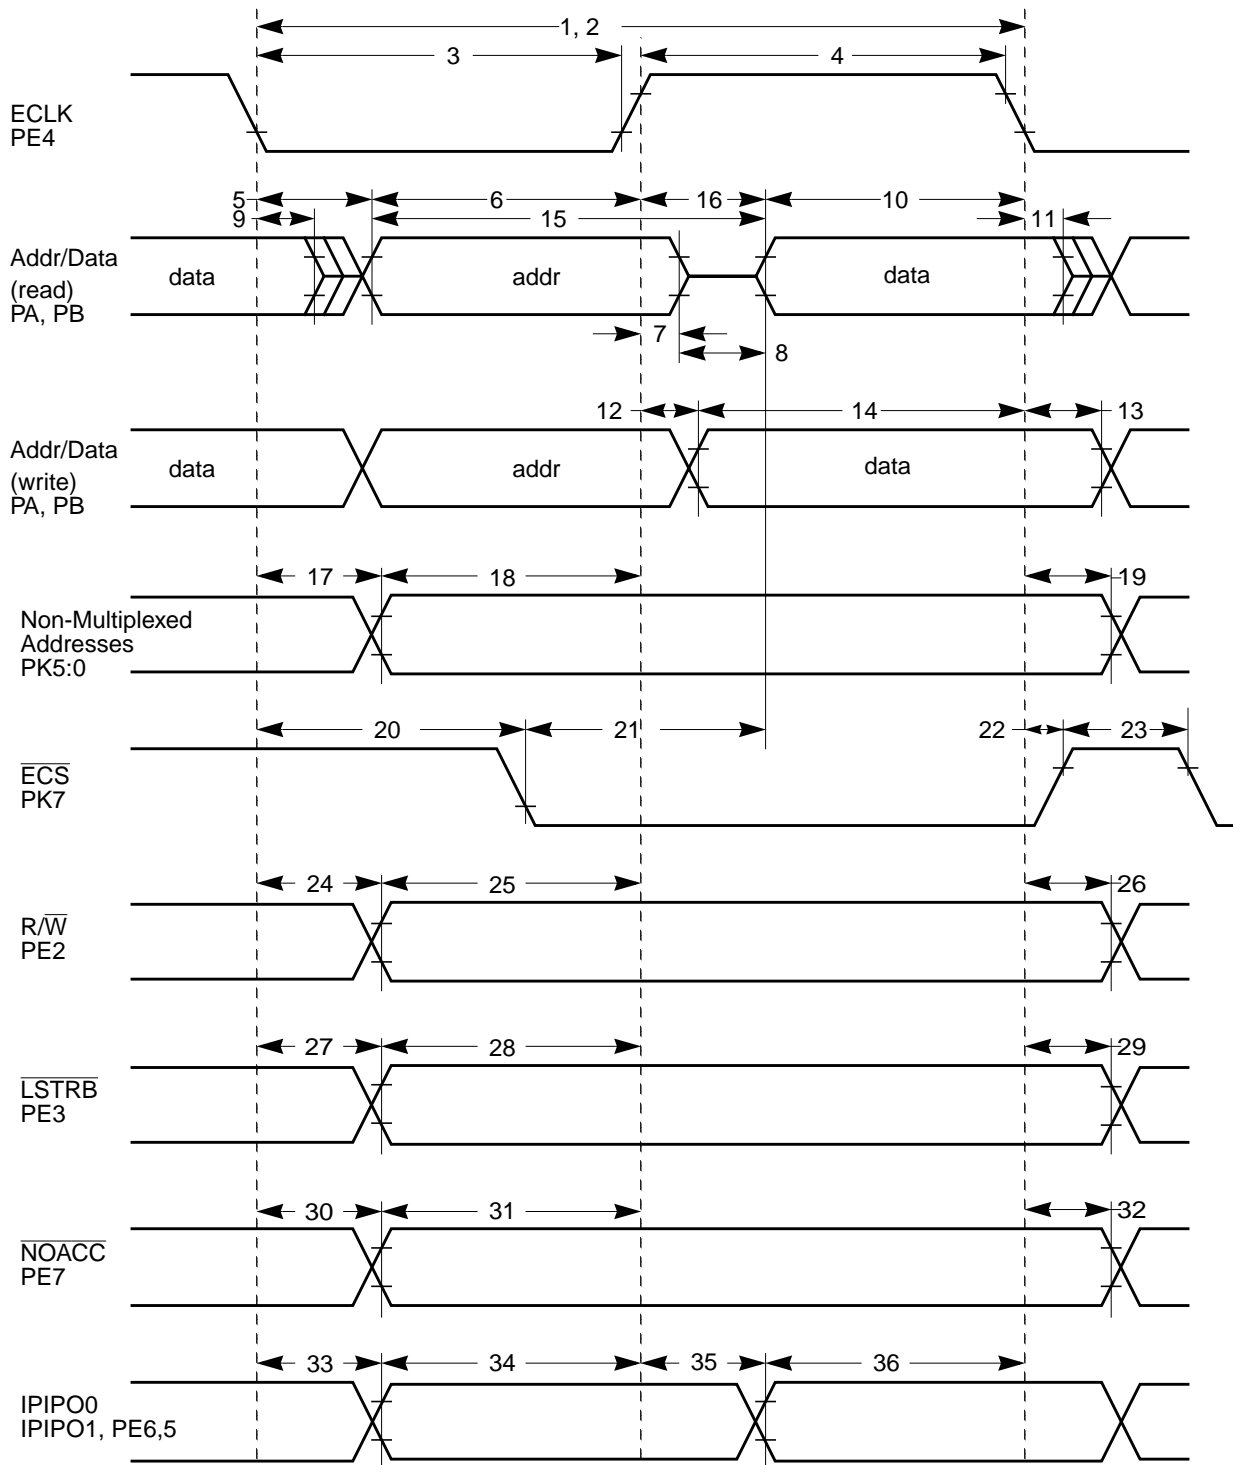 1, 2
3 4
ECLK
PE4
5 6 16 10
9 15 11
Addr/Data
(read)
PA, PB
data addr data
7
8
12 14 13
Addr/Data
(write)
PA, PB
data addr data
17 18 19
Non-Multiplexed
Addresses
PK5:0
20 21 22 23
ECS
PK7
24 25 26
R/W
PE2
27 28 29
LSTRB
PE3
30 31 32
NOACC
PE7
33 34 35 36
IPIPO0
IPIPO1, PE6,5